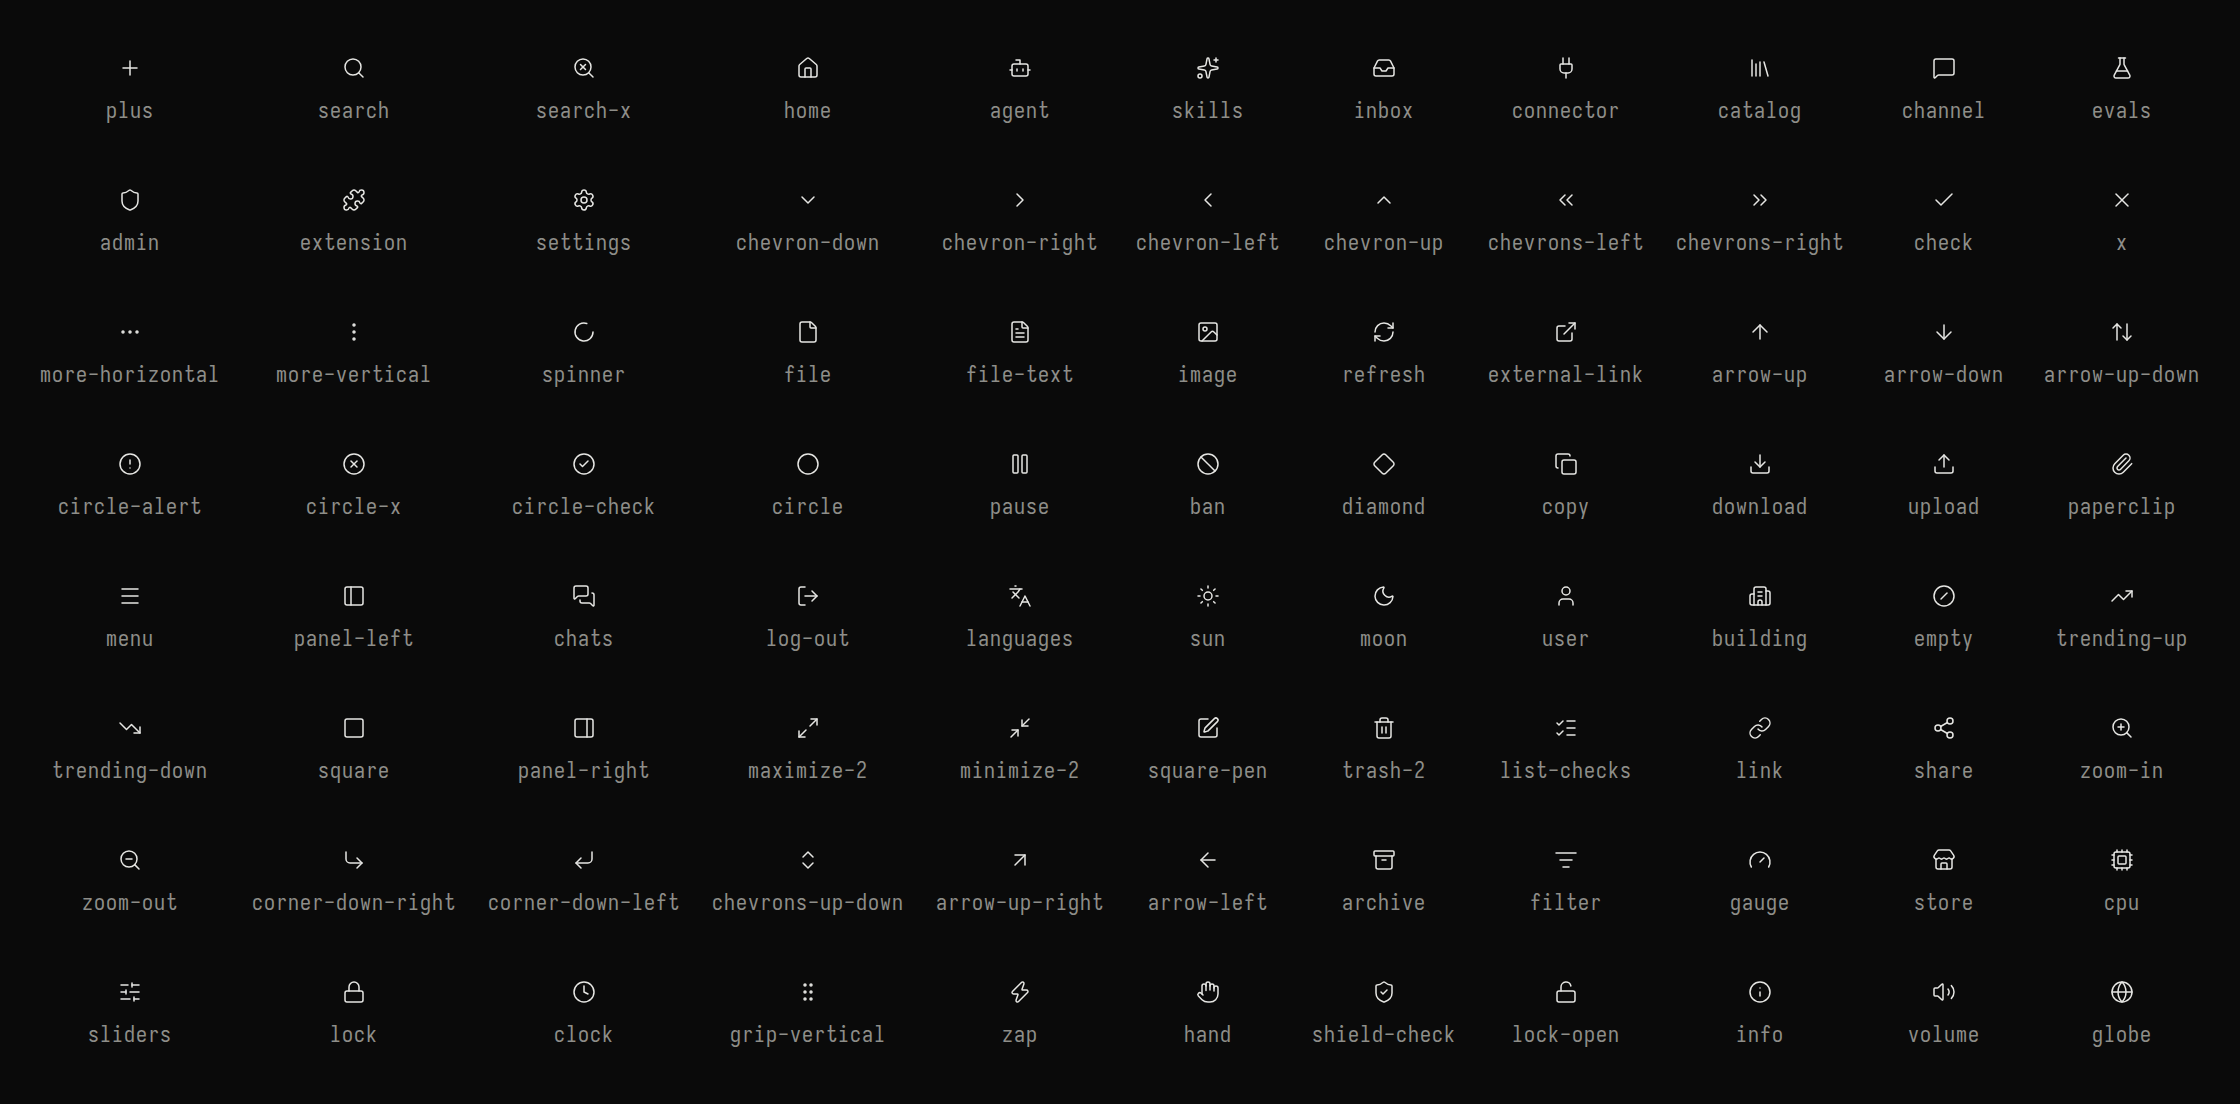 plus search search-x home agent skills inbox connector catalog channel evals
admin extension settings chevron-down chevron-right chevron-left chevron-up chevrons-left chevrons-right check x
more-horizontal more-vertical spinner file file-text image refresh external-link arrow-up arrow-down arrow-up-down
circle-alert circle-x circle-check circle pause ban diamond copy download upload paperclip
menu panel-left chats log-out languages sun moon user building empty trending-up
trending-down square panel-right maximize-2 minimize-2 square-pen trash-2 list-checks link share zoom-in
zoom-out corner-down-right corner-down-left chevrons-up-down arrow-up-right arrow-left archive filter gauge store cpu
sliders lock clock grip-vertical zap hand shield-check lock-open info volume globe